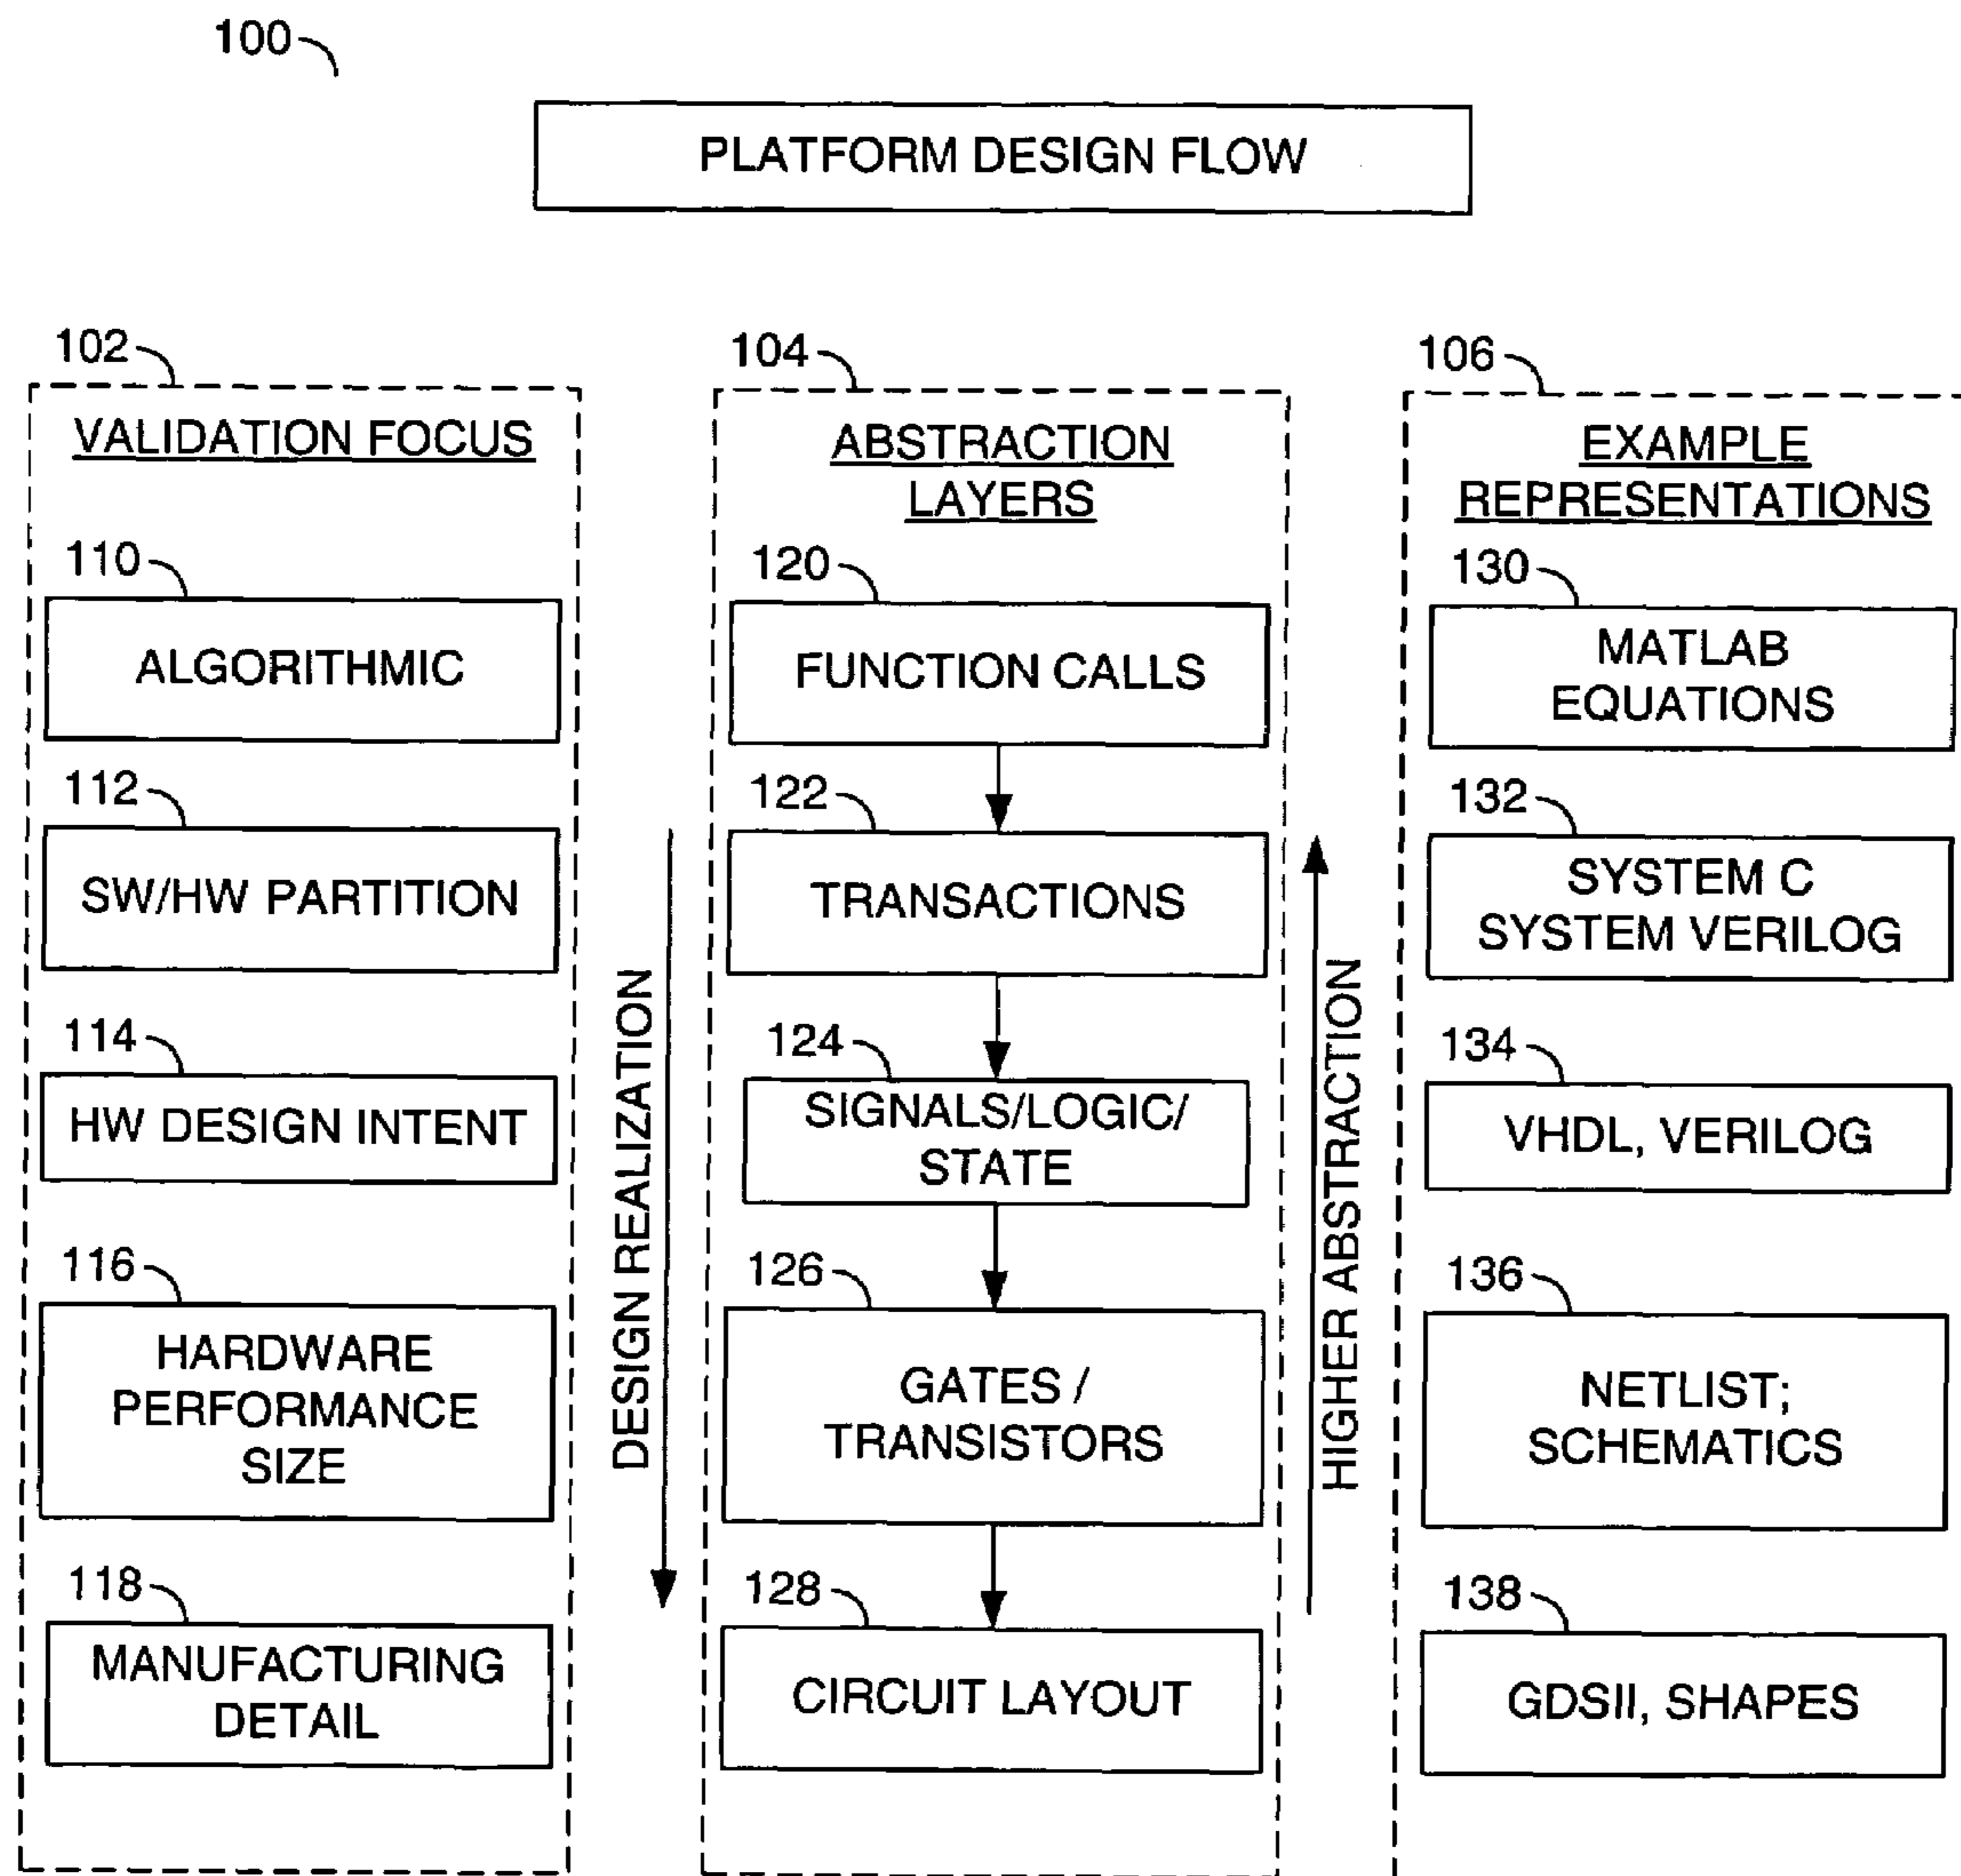 100
PLATFORM DESIGN FLOW
102
VALIDATION FOCUS
110
ALGORITHMIC
112
SW/HW PARTITION
114
HW DESIGN INTENT
116
HARDWARE
PERFORMANCE
SIZE
118
MANUFACTURING
DETAIL
DESIGN REALIZATION
104
ABSTRACTION
LAYERS
120
FUNCTION CALLS
122
TRANSACTIONS
124
SIGNALS/LOGIC/
STATE
126
GATES /
TRANSISTORS
128
CIRCUIT LAYOUT
HIGHER ABSTRACTION
106
EXAMPLE
REPRESENTATIONS
130
MATLAB
EQUATIONS
132
SYSTEM C
SYSTEM VERILOG
134
VHDL, VERILOG
136
NETLIST;
SCHEMATICS
138
GDSII, SHAPES